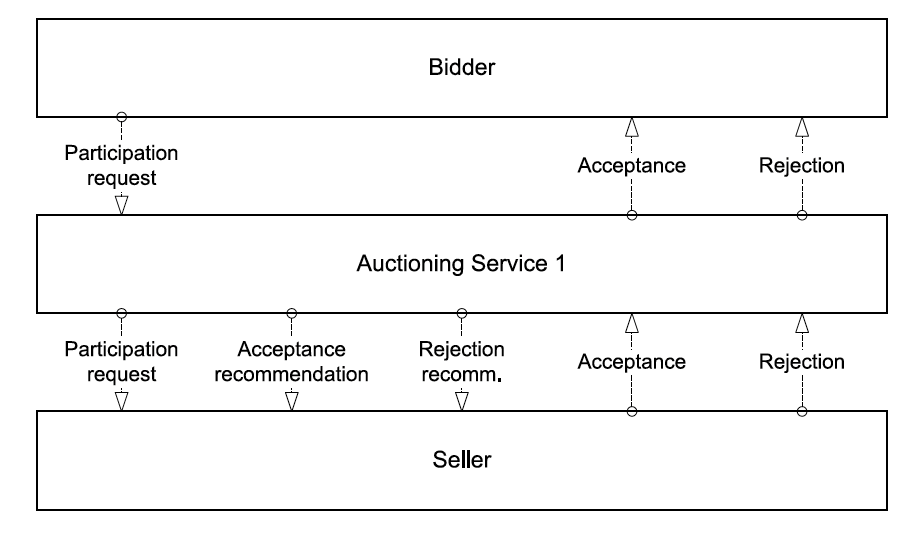 Bidder
Participation
request
Acceptance
Rejection
Auctioning Service 1
Participation
request
Acceptance
recommendation
Rejection
recomm.
Acceptance
Rejection
Seller